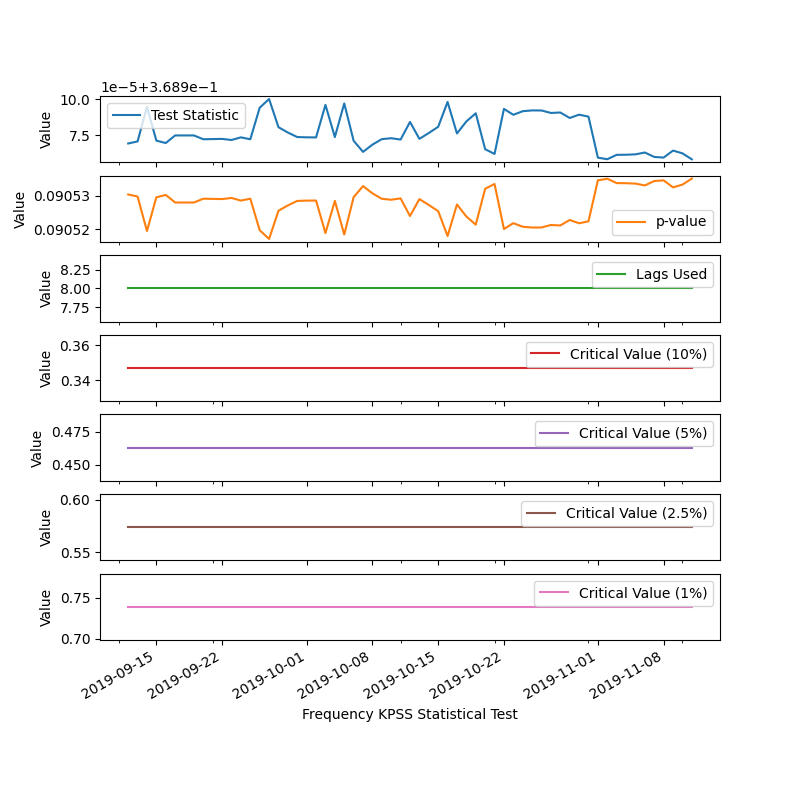 1e−5+3.689e−1
10.0
7.5
Value
Test Statistic
0.09053
0.09052
Value
p-value
8.25
8.00
7.75
Value
Lags Used
0.36
0.34
Value
Critical Value (10%)
0.475
0.450
Value
Critical Value (5%)
0.60
0.55
Value
Critical Value (2.5%)
0.75
0.70
Value
Critical Value (1%)
2019-09-15
2019-09-22
2019-10-01
2019-10-08
2019-10-15
2019-10-22
2019-11-01
2019-11-08
Frequency KPSS Statistical Test